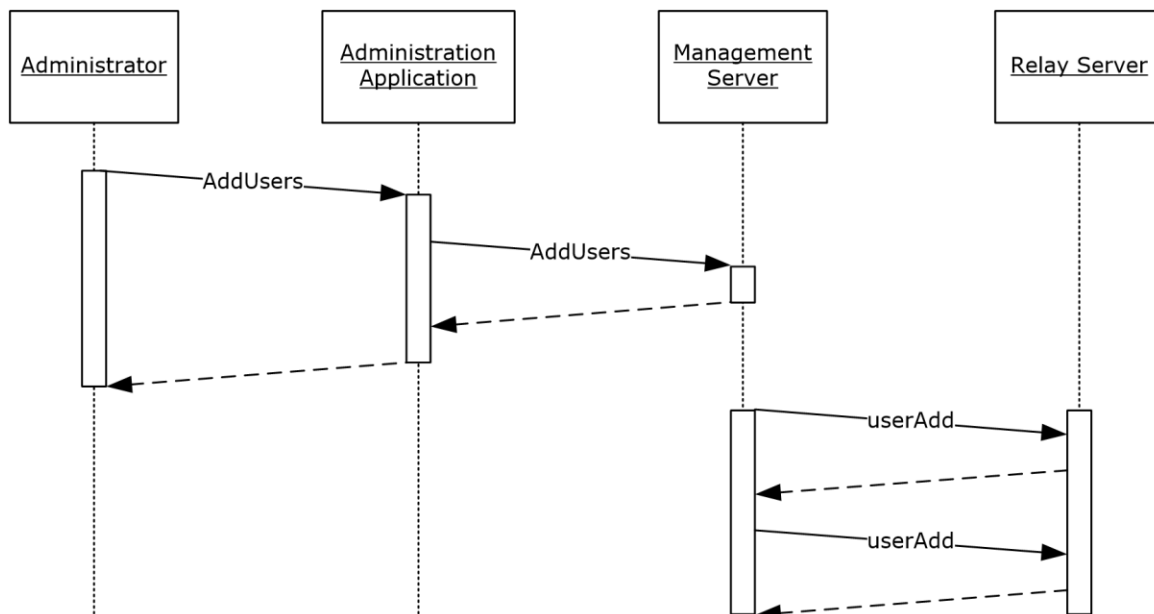 Administrator
Administration
Application
Management
Server
Relay Server
AddUsers
AddUsers
userAdd
userAdd